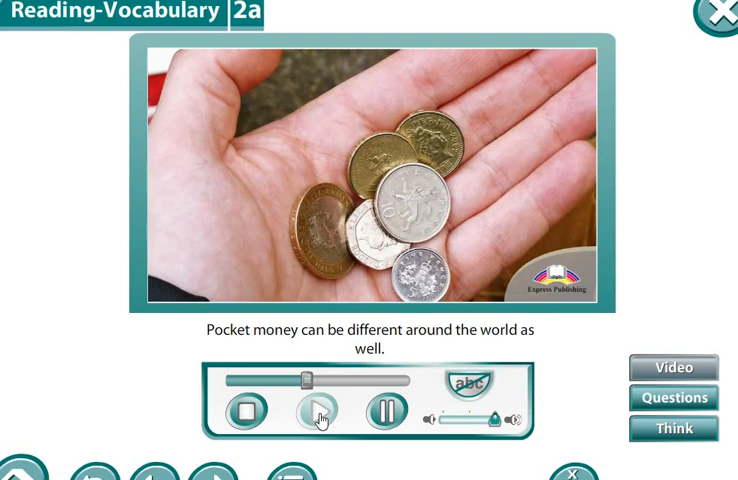 Reading-Vocabulary 2a
10
Express Publishing
Pocket money can be different around the world as
well.
abc
Video
Questions
Think
X